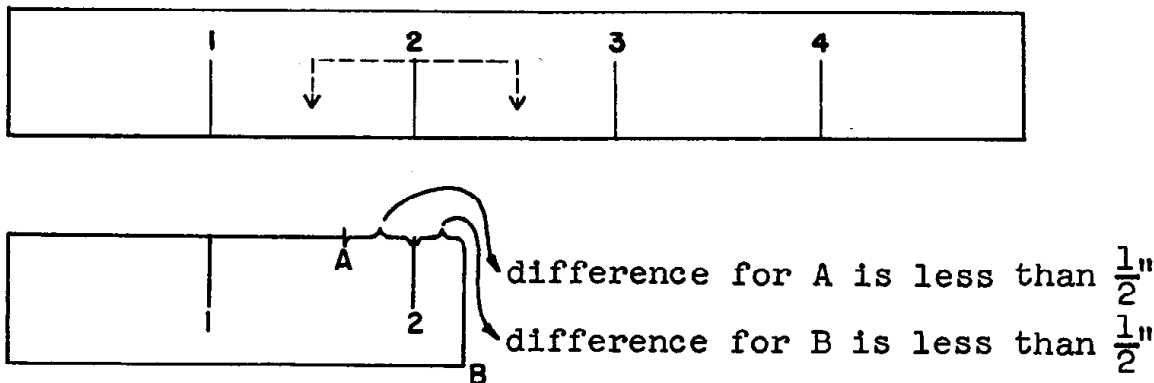 1 2 3 4
A
1 2
difference for A is less than 1/2"
difference for B is less than 1/2"
B